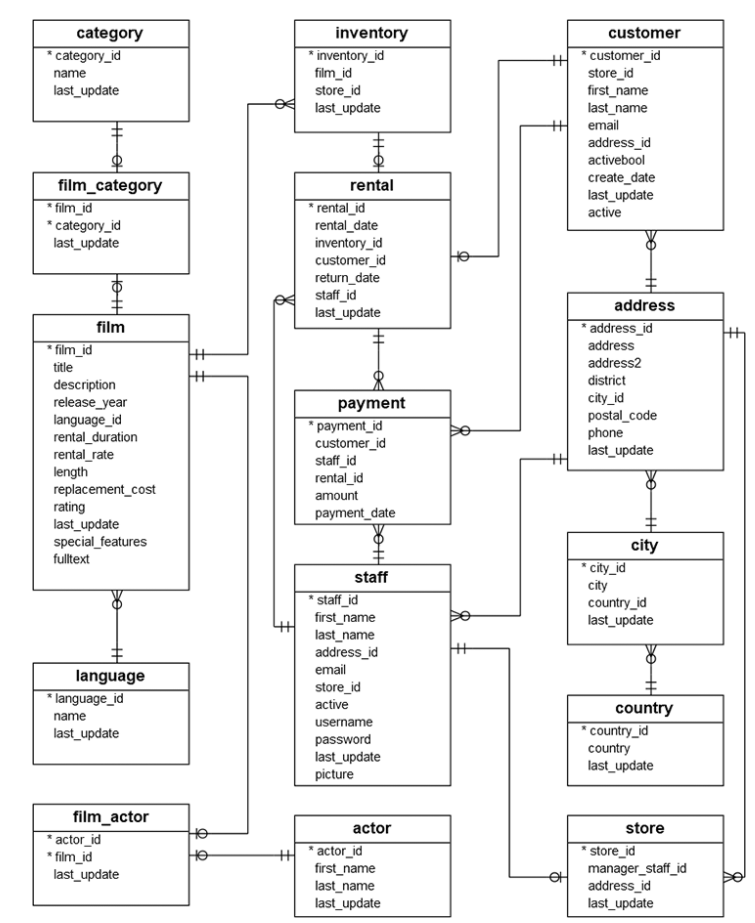 category
* category_id
name
last_update
inventory
* inventory_id
film_id
store_id
last_update
customer
* customer_id
store_id
first_name
last_name
email
address_id
activebool
create_date
last_update
active
film_category
* film_id
* category_id
last_update
rental
* rental_id
rental_date
inventory_id
customer_id
return_date
staff_id
last_update
film
* film_id
title
description
release_year
language_id
rental_duration
rental_rate
length
replacement_cost
rating
last_update
special_features
fulltext
address
* address_id
address
address2
district
city_id
postal_code
phone
last_update
payment
* payment_id
customer_id
staff_id
rental_id
amount
payment_date
city
* city_id
city
country_id
last_update
staff
* staff_id
first_name
last_name
address_id
email
store_id
active
username
password
last_update
picture
language
* language_id
name
last_update
country
* country_id
country
last_update
film_actor
* actor_id
* film_id
last_update
actor
* actor_id
first_name
last_name
last_update
store
* store_id
manager_staff_id
address_id
last_update